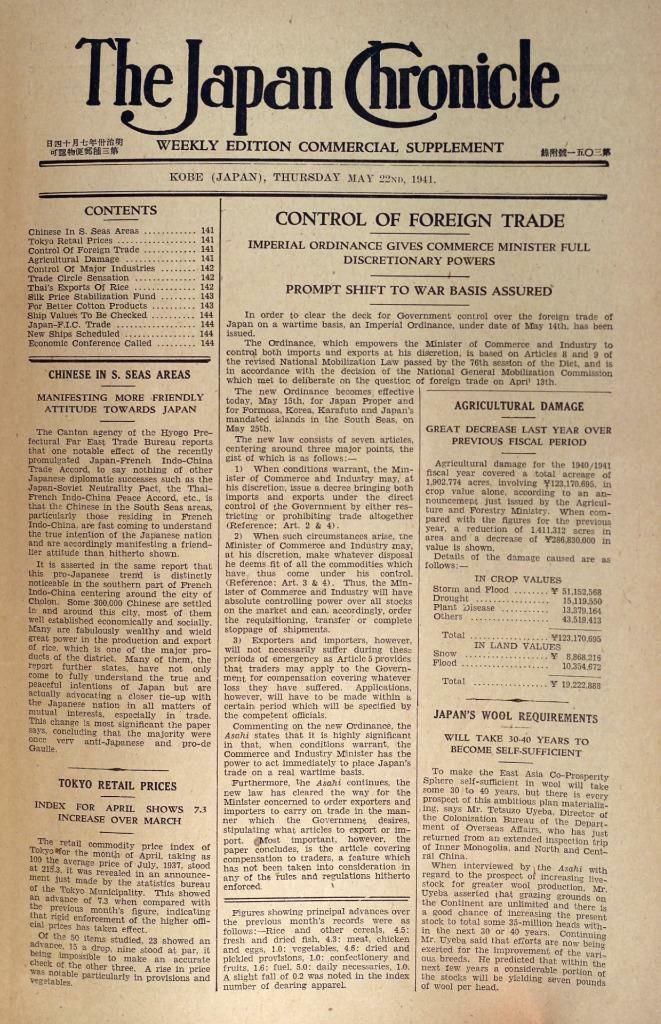 The Japan Chronicle
日四十月七年卅治明
可認物便郵種三第
WEEKLY EDITION COMMERCIAL SUPPLEMENT
錄附號一五〇三第
KOBE (JAPAN), THURSDAY MAY 22ND, 1941.
CONTENTS
Chinese In S. Seas Areas ............ 141
Tokyo Retail Prices ................. 141
Control Of Foreign Trade ............ 141
Agricultural Damage ................. 141
Control Of Major Industries ......... 142
Trade Circle Sensation .............. 142
Thai's Exports Of Rice .............. 142
Silk Price Stabilization Fund ....... 143
For Better Cotton Products .......... 143
Ship Values To Be Checked ........... 144
Japan-F.I.C. Trade .................. 144
New Ships Scheduled ................. 144
Economic Conference Called .......... 144
CHINESE IN S. SEAS AREAS
MANIFESTING MORE FRIENDLY
ATTITUDE TOWARDS JAPAN
The Canton agency of the Hyogo Pre-
fectural Far East Trade Bureau reports
that one notable effect of the recently
promulgated Japan-French Indo-China
Trade Accord, to say nothing of other
Japanese diplomatic successes such as the
Japan-Soviet Neutrality Pact, the Thai-
French Indo-China Peace Accord, etc., is
that the Chinese in the South Seas areas,
particularly those residing in French
Indo-China, are fast coming to understand
the true intention of the Japanese nation
and are accordingly manifesting a friend-
lier attitude than hitherto shown.
It is asserted in the same report that
this pro-Japanese trend is distinctly
noticeable in the southern part of French
Indo-China centering around the city of
Cholon. Some 300,000 Chinese are settled
in and around this city, most of them
well established economically and socially.
Many are fabulously wealthy and wield
great power in the production and export
of rice, which is one of the major pro-
ducts of the district. Many of them, the
report further states, have not only
come to fully understand the true and
peaceful intentions of Japan but are
actually advocating a closer tie-up with
the Japanese nation in all matters of
mutual interests, especially in trade.
This change is most significant the paper
says, concluding that the majority were
once very anti-Japanese and pro-de
Gaulle.
TOKYO RETAIL PRICES
INDEX FOR APRIL SHOWS 7.3
INCREASE OVER MARCH
The retail commodity price index of
Tokyo for the month of April, taking as
100 the average price of July, 1937, stood
at 215.3, it was revealed in an announce-
ment just made by the statistics bureau
of the Tokyo Municipality. This showed
an advance of 7.3 when compared with
the previous month's figure, indicating
that rigid enforcement of the higher offi-
cial prices has taken effect.
Of the 50 items studied, 23 showed an
advance, 15 a drop, nine stood at par, it
being impossible to make an accurate
check of the other three. A rise in price
was notable particularly in provisions and
vegetables.
CONTROL OF FOREIGN TRADE
IMPERIAL ORDINANCE GIVES COMMERCE MINISTER FULL
DISCRETIONARY POWERS
PROMPT SHIFT TO WAR BASIS ASSURED
In order to clear the deck for Government control over the foreign trade of
Japan on a wartime basis, an Imperial Ordinance, under date of May 14th, has been
issued.
The Ordinance, which empowers the Minister of Commerce and Industry to
control both imports and exports at his discretion, is based on Articles 8 and 9 of
the revised National Mobilization Law passed by the 76th session of the Diet, and is
in accordance with the decision of the National General Mobilization Commission
which met to deliberate on the question of foreign trade on April 13th.
The new Ordinance becomes effective
today, May 15th, for Japan Proper and
for Formosa, Korea, Karafuto and Japan's
mandated islands in the South Seas, on
May 25th.
The new law consists of seven articles,
centering around three major points, the
gist of which is as follows:—
1) When conditions warrant, the Min-
ister of Commerce and Industry may, at
his discretion, issue a decree bringing both
imports and exports under the direct
control of the Government by either res-
tricting or prohibiting trade altogether
(Reference: Art. 2 & 4).
2) When such circumstances arise, the
Minister of Commerce and Industry may,
at his discretion, make whatever disposal
he deems fit of all the commodities which
have thus come under his control.
(Reference: Art. 3 & 4). Thus, the Min-
ister of Commerce and Industry will have
absolute controlling power over all stocks
on the market and can, accordingly, order
the requisitioning, transfer or complete
stoppage of shipments.
3) Exporters and importers, however,
will not necessarily suffer during these
periods of emergency as Article 5 provides
that traders may apply to the Govern-
ment for compensation covering whatever
loss they have suffered. Applications,
however, will have to be made within a
certain period which will be specified by
the competent officials.
Commenting on the new Ordinance, the
Asahi states that it is highly significant
in that, when conditions warrant, the
Commerce and Industry Minister has the
power to act immediately to place Japan's
trade on a real wartime basis.
Furthermore, the Asahi continues, the
new law has cleared the way for the
Minister concerned to order exporters and
importers to carry on trade in the man-
ner which the Government desires,
stipulating what articles to export or im-
port. Most important, however, the
paper concludes, is the article covering
compensation to traders, a feature which
has not been taken into consideration in
any of the rules and regulations hitherto
enforced.
Figures showing principal advances over
the previous month's records were as
follows:—Rice and other cereals, 4.5;
fresh and dried fish, 4.3; meat, chicken
and eggs, 1.0; vegetables, 4.6; dried and
pickled provisions, 1.0; confectionery and
fruits, 1.6; fuel, 5.0; daily necessaries, 1.0.
A slight fall of 0.2 was noted in the index
number of dearing apparel.
AGRICULTURAL DAMAGE
GREAT DECREASE LAST YEAR OVER
PREVIOUS FISCAL PERIOD
Agricultural damage for the 1940/1941
fiscal year covered a total acreage of
1,902,774 acres, involving ¥123,170,695, in
crop value alone, according to an an-
nouncement just issued by the Agricul-
ture and Forestry Ministry. When com-
pared with the figures for the previous
year, a reduction of 1,411,312 acres in
area and a decrease of ¥286,830,000 in
value is shown.
Details of the damage caused are as
follows:—
IN CROP VALUES
Storm and Flood ........ ¥ 51,152,568
Drought ................ 15,119,550
Plant Disease .......... 13,379,164
Others ................. 43,519,413
Total .............. ¥123,170,695
IN LAND VALUES
Snow ................... ¥ 8,868,216
Flood .................. 10,354,672
Total .............. ¥ 19,222,888
JAPAN'S WOOL REQUIREMENTS
WILL TAKE 30-40 YEARS TO
BECOME SELF-SUFFICIENT
To make the East Asia Co-Prosperity
Sphere self-sufficient in wool will take
some 30 to 40 years, but there is every
prospect of this ambitious plan materializ-
ing, says Mr. Tetsuzo Uyeba, Director of
the Colonization Bureau of the Depart-
ment of Overseas Affairs, who has just
returned from an extended inspection trip
of Inner Mongolia, and North and Cent-
ral China.
When interviewed by the Asahi with
regard to the prospect of increasing live-
stock for greater wool production, Mr.
Uyeba asserted that grazing grounds on
the Continent are unlimited and there is
a good chance of increasing the present
stock to total some 35-million heads with-
in the next 30 or 40 years. Continuing
Mr. Uyeba said that efforts are now being
exerted for the improvement of the vari-
ous breeds. He predicted that within the
next few years a considerable portion of
the stocks will be yielding seven pounds
of wool per head.